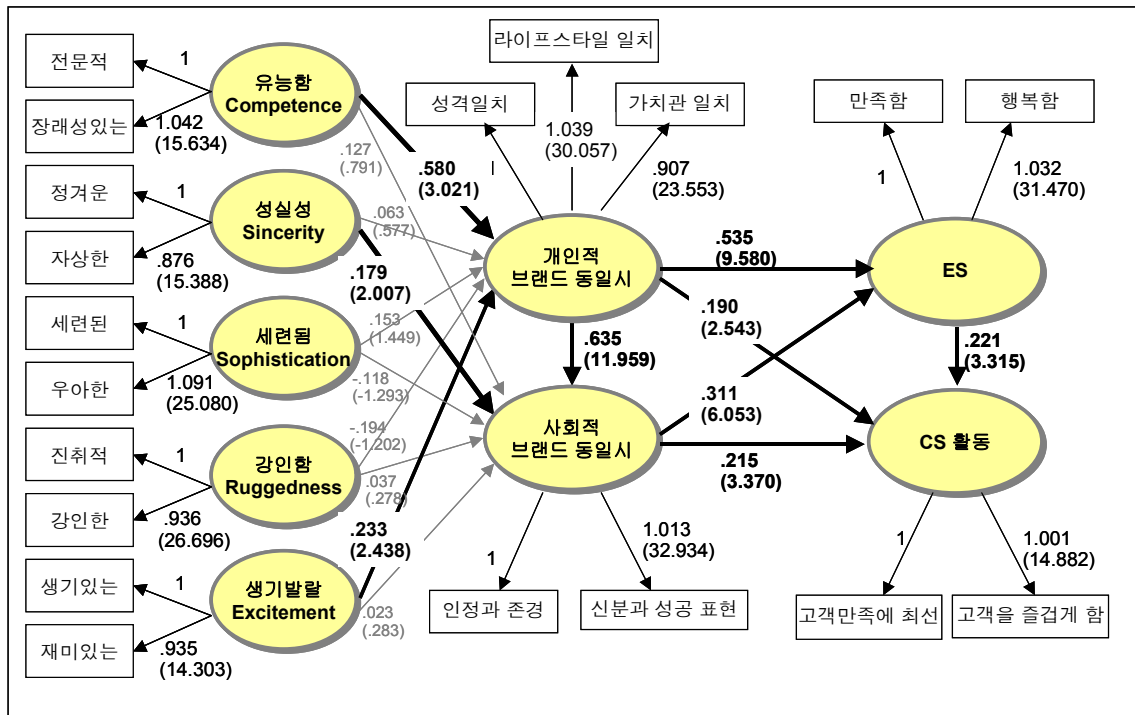 라이프스타일 일치
전문적
1
유능함
Competence
성격일치
가치관 일치
만족함
행복함
장래성있는
1.042
(15.634)
.127
(.791)
.580
(3.021)
1
1.039
(30.057)
.907
(23.553)
1
1.032
(31.470)
정겨운
1
성실성
Sincerity
.063
(.577)
자상한
.876
(15.388)
.179
(2.007)
개인적
브랜드 동일시
.535
(9.580)
ES
세련된
1
세련됨
Sophistication
.153
(1.449)
.190
(2.543)
우아한
1.091
(25.080)
-.118
(-1.293)
.635
(11.959)
.311
(6.053)
.221
(3.315)
진취적
1
강인함
Ruggedness
-.194
(-1.202)
사회적
브랜드 동일시
CS 활동
강인한
.936
(26.696)
.037
(.278)
.215
(3.370)
.233
(2.438)
생기있는
1
생기발랄
Excitement
1
1.013
(32.934)
1
1.001
(14.882)
재미있는
.935
(14.303)
.023
(.283)
인정과 존경
신분과 성공 표현
고객만족에 최선
고객을 즐겁게 함